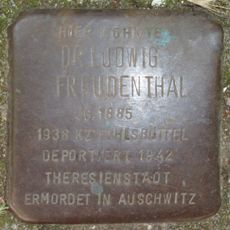 HIER WOHNTE
DR. LUDWIG
FREUDENTHAL
JG. 1885
1938 KZ FUHLSBÜTTEL
DEPORTIERT 1942
THERESIENSTADT
ERMORDET IN AUSCHWITZ